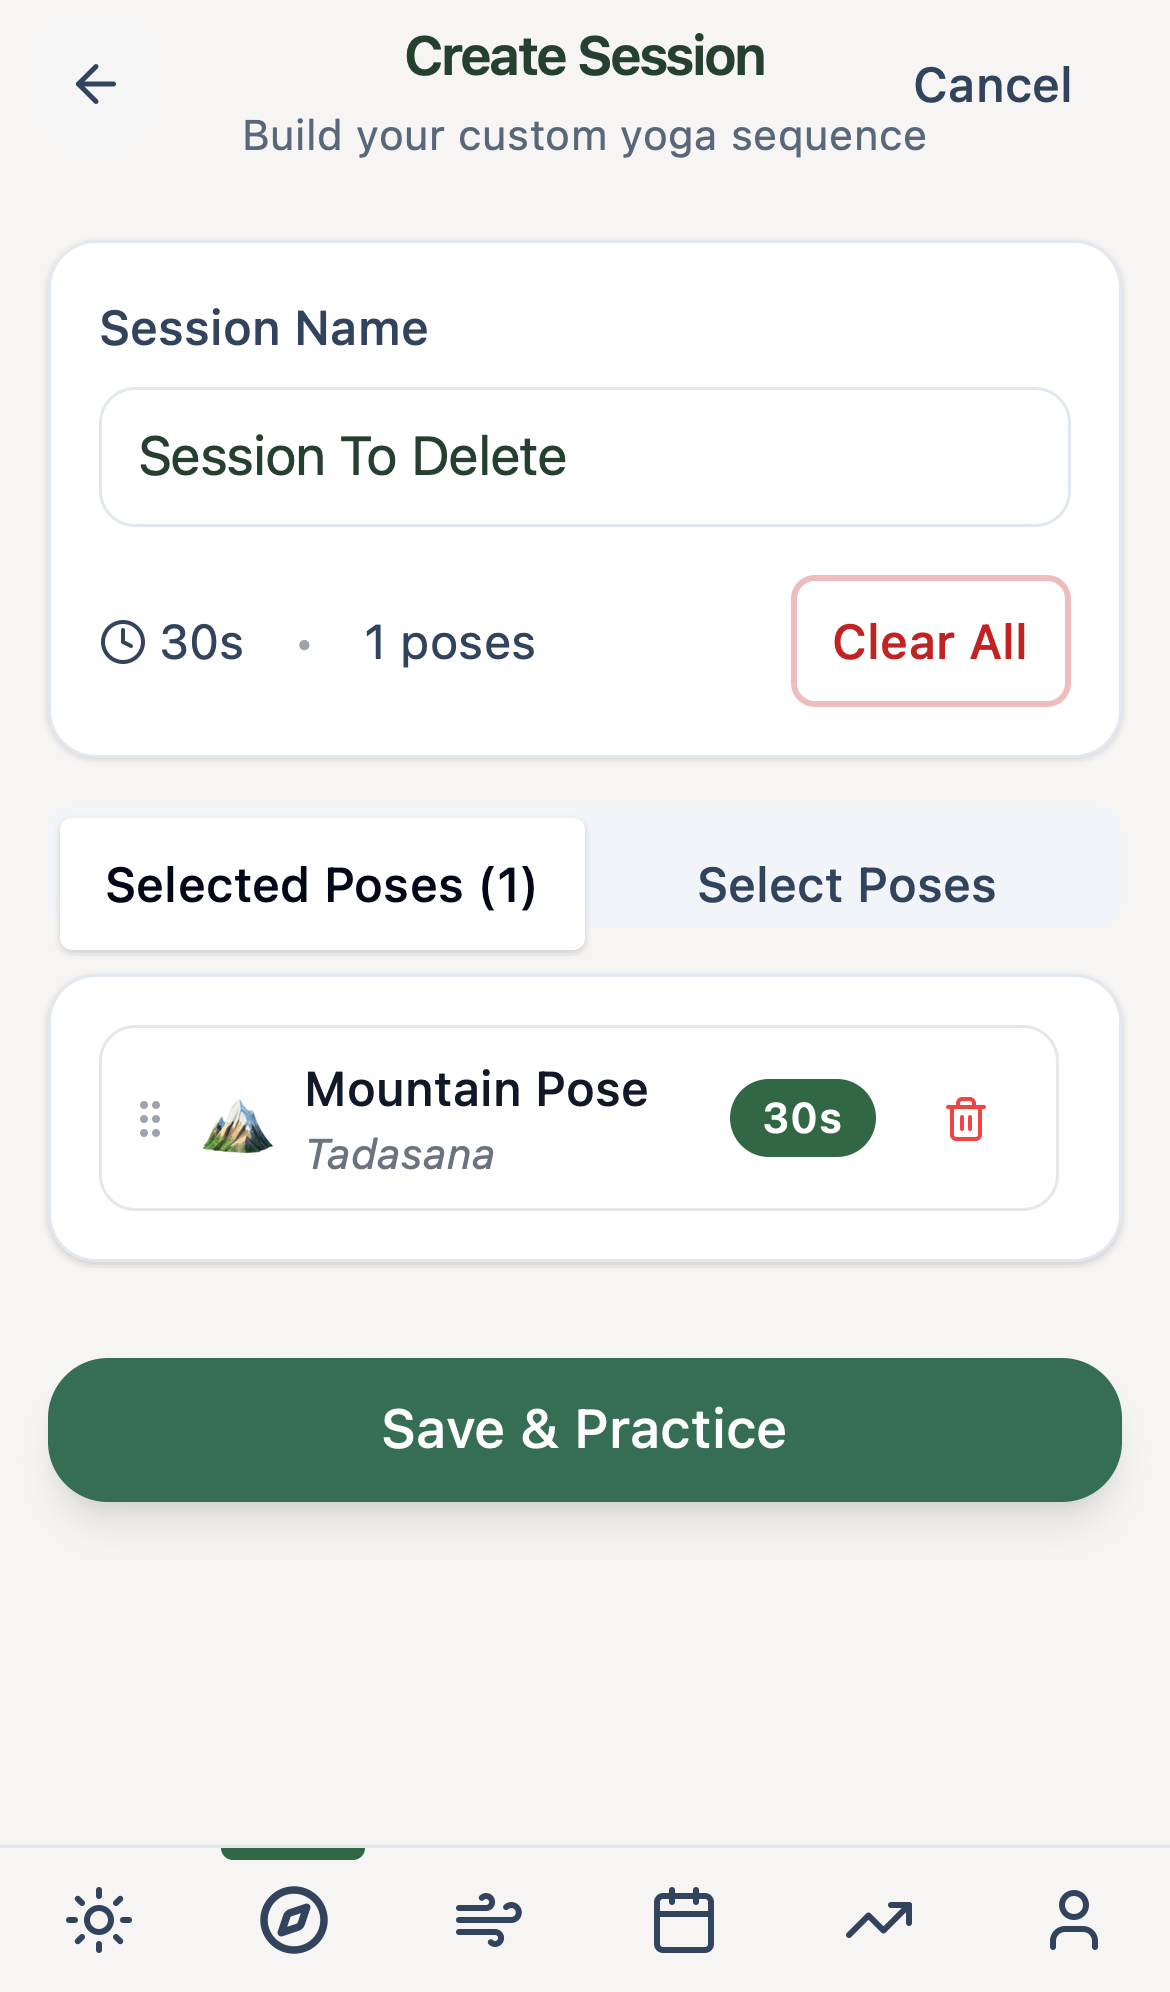 Create Session
Cancel
Build your custom yoga sequence
Session Name
Session To Delete
30s • 1 poses
Clear All
Selected Poses (1)
Select Poses
Mountain Pose
Tadasana
30s
Save & Practice